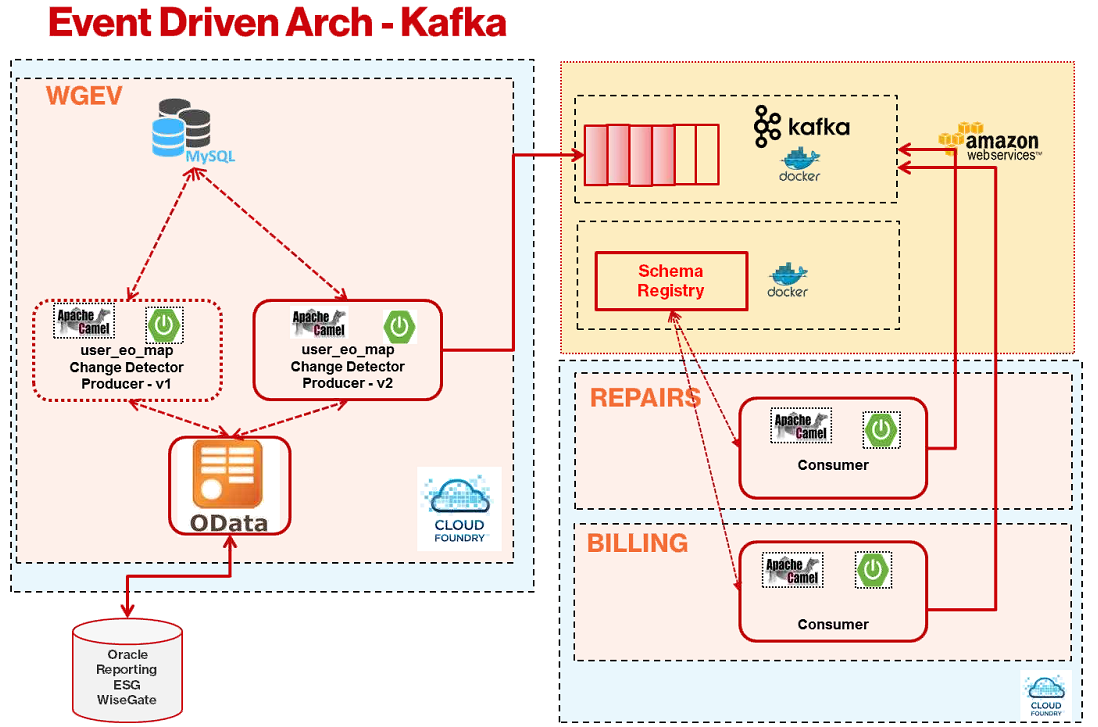 Event Driven Arch - Kafka
WGEV
MySQL
Apache
Camel
user_eo_map
Change Detector
Producer - v1
Apache
Camel
user_eo_map
Change Detector
Producer - v2
OData
CLOUD
FOUNDRY™
Oracle
Reporting
ESG
WiseGate
kafka
docker
amazon
webservices™
Schema
Registry
docker
REPAIRS
Apache
Camel
Consumer
BILLING
Apache
Camel
Consumer
CLOUD
FOUNDRY